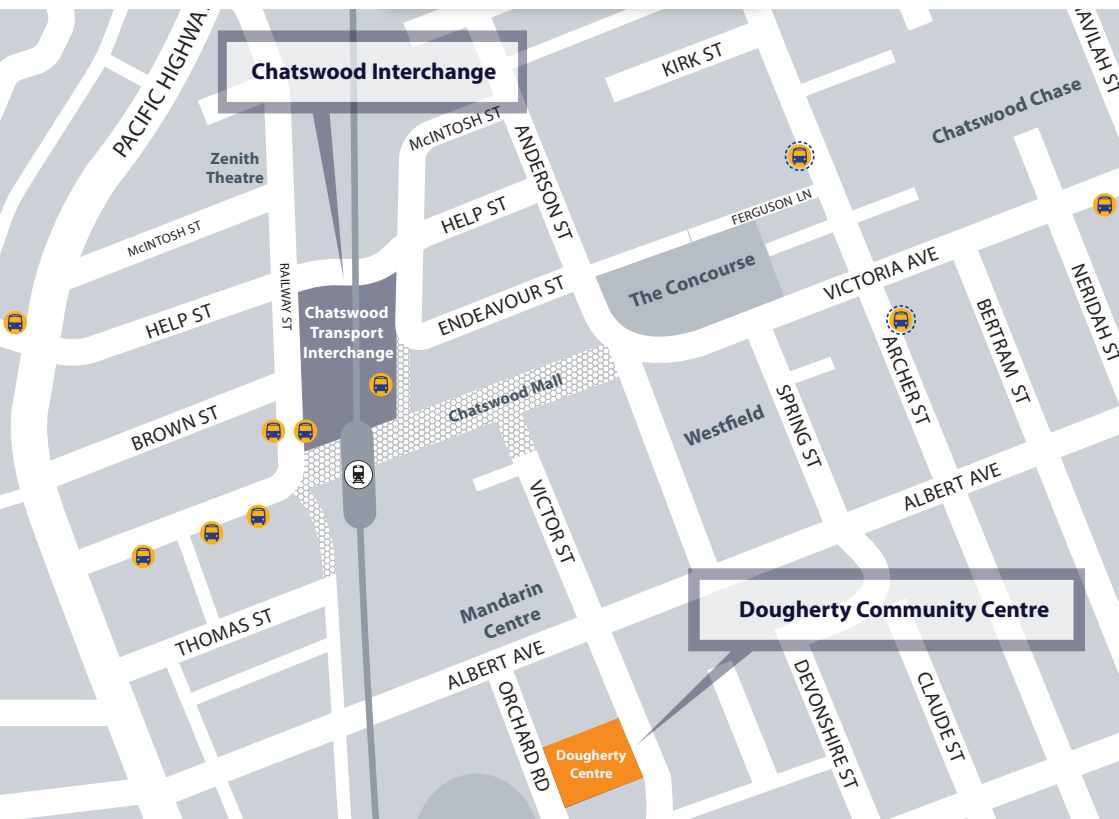 PACIFIC HIGHWA
Chatswood Interchange
KIRK ST
AVILAH ST
Chatswood Chase
McINTOSH ST
ANDERSON ST
Zenith
Theatre
HELP ST
FERGUSON LN
McINTOSH ST
The Concourse
VICTORIA AVE
RAILWAY ST
ENDEAVOUR ST
HELP ST
Chatswood
Transport
Interchange
NERIDAH ST
BERTRAM ST
ARCHER ST
Chatswood Mall
BROWN ST
Westfield
SPRING ST
ALBERT AVE
VICTOR ST
Mandarin
Centre
Dougherty Community Centre
THOMAS ST
ALBERT AVE
ORCHARD RD
DEVONSHIRE ST
CLAUDE ST
Dougherty
Centre